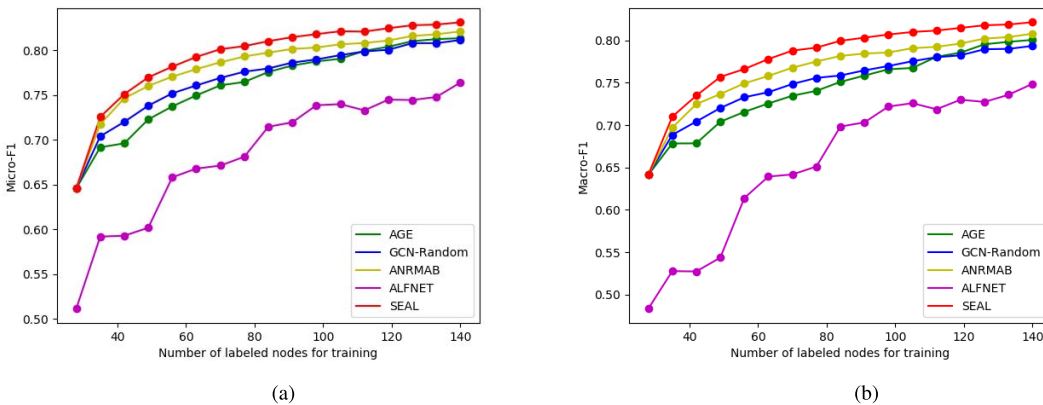 0.80
0.75
0.70
0.65
0.60
0.55
0.50
Micro-F1
40 60 80 100 120 140
Number of labeled nodes for training
AGE
GCN-Random
ANRMAB
ALFNET
SEAL
(a)
0.80
0.75
0.70
0.65
0.60
0.55
0.50
Macro-F1
40 60 80 100 120 140
Number of labeled nodes for training
AGE
GCN-Random
ANRMAB
ALFNET
SEAL
(b)